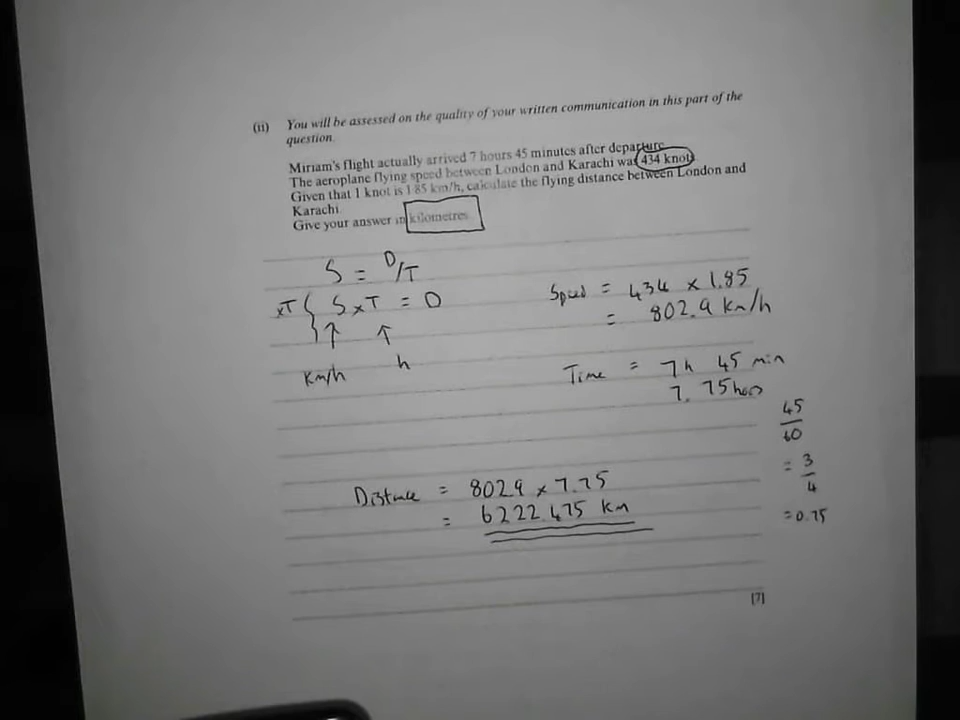 (ii) You will be assessed on the quality of your written communication in this part of the
question.
Miriam's flight actually arrived 7 hours 45 minutes after departure.
The aeroplane flying speed between London and Karachi was 434 knots
Given that 1 knot is 1.85 km/h, calculate the flying distance between London and
Karachi
Give your answer in kilometres
S = D/T
xT { S x T = D
↑ ↑
Km/h h
Speed = 434 x 1.85
= 802.9 km/h
Time = 7h 45 min
7.75 hours
45
60
= 3
4
= 0.75
Distance = 802.9 x 7.75
= 6222.475 km
[7]